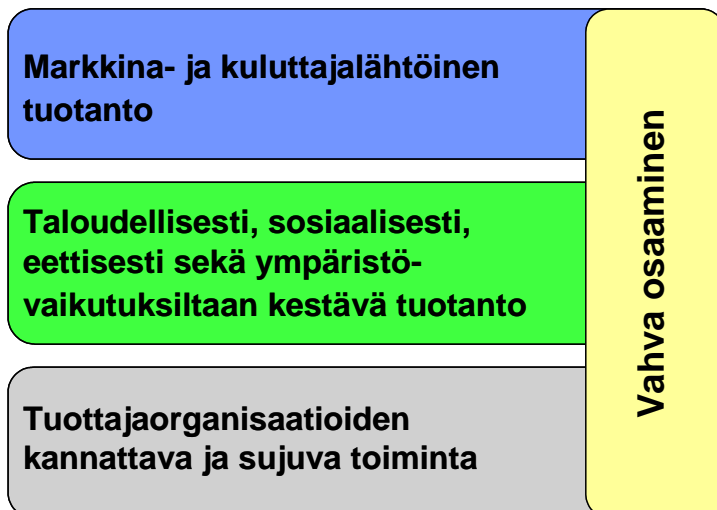 Markkina- ja kuluttajalähtöinen
tuotanto
Taloudellisesti, sosiaalisesti,
eettisesti sekä ympäristö-
vaikutuksiltaan kestävä tuotanto
Tuottajaorganisaatioiden
kannattava ja sujuva toiminta
Vahva osaaminen